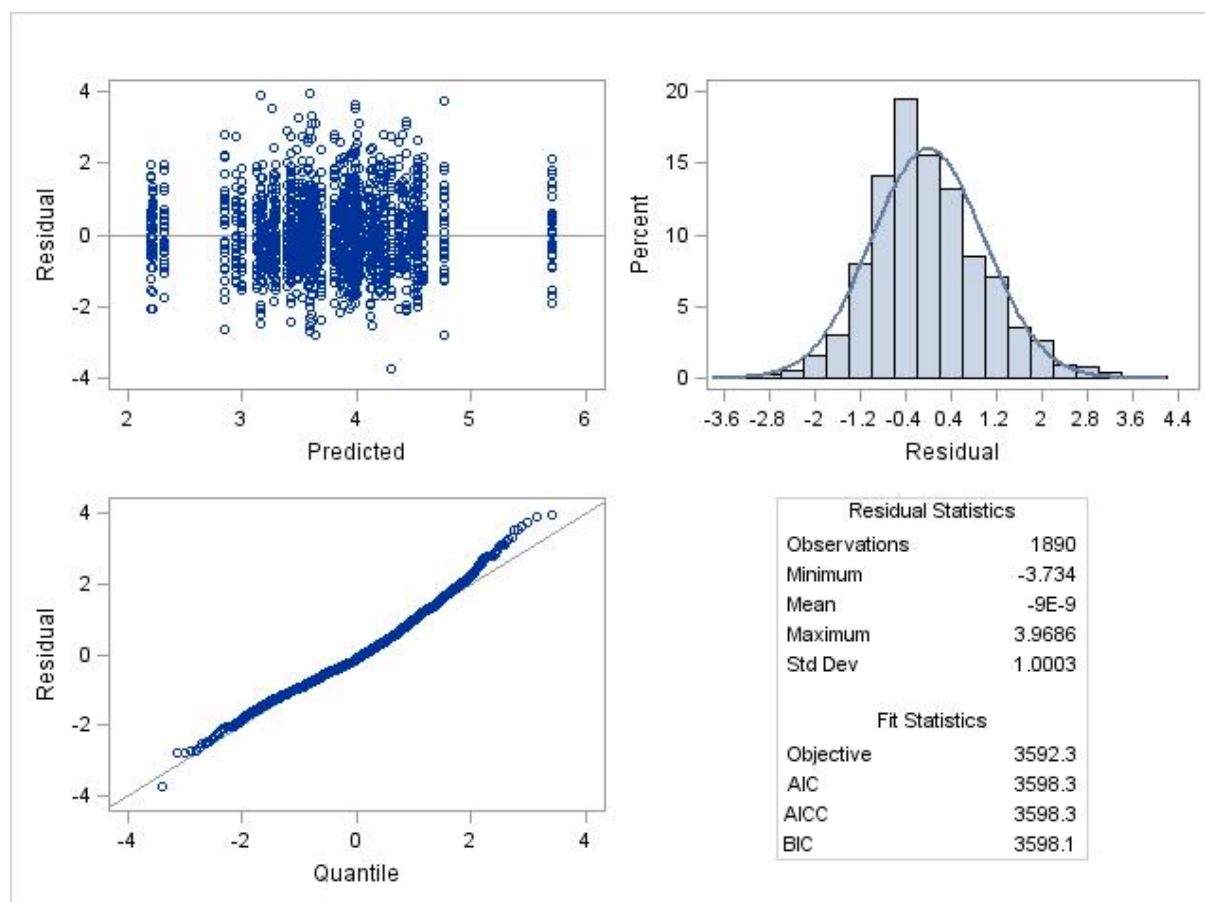 4
2
0
-2
-4
Residual
2 3 4 5 6
Predicted
20
15
10
5
0
Percent
-3.6 -2.8 -2 -1.2 -0.4 0.4 1.2 2 2.8 3.6 4.4
Residual
4
2
0
-2
-4
Residual
-4 -2 0 2 4
Quantile
Residual Statistics
Observations 1890
Minimum -3.734
Mean -9E-9
Maximum 3.9686
Std Dev 1.0003
Fit Statistics
Objective 3592.3
AIC 3598.3
AICC 3598.3
BIC 3598.1